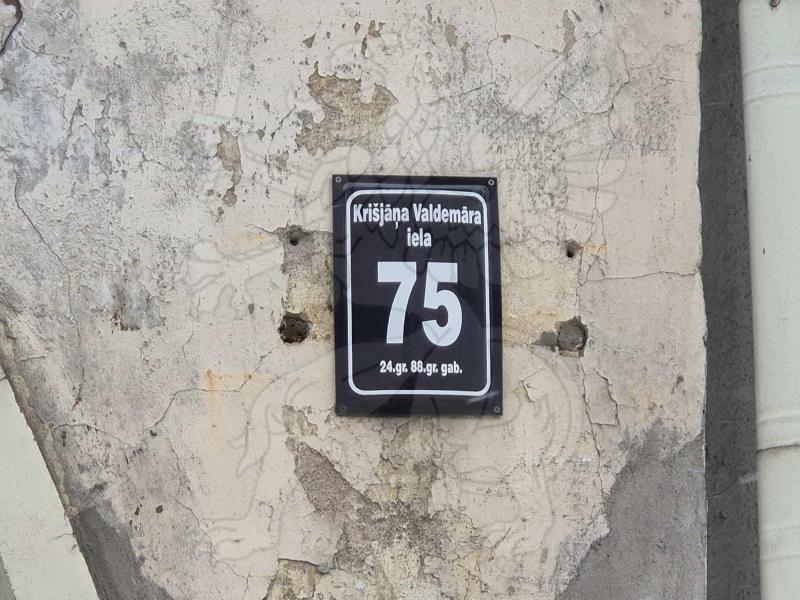 Krišjāņa Valdemāra
iela
75
24.gr. 88.gr. gab.